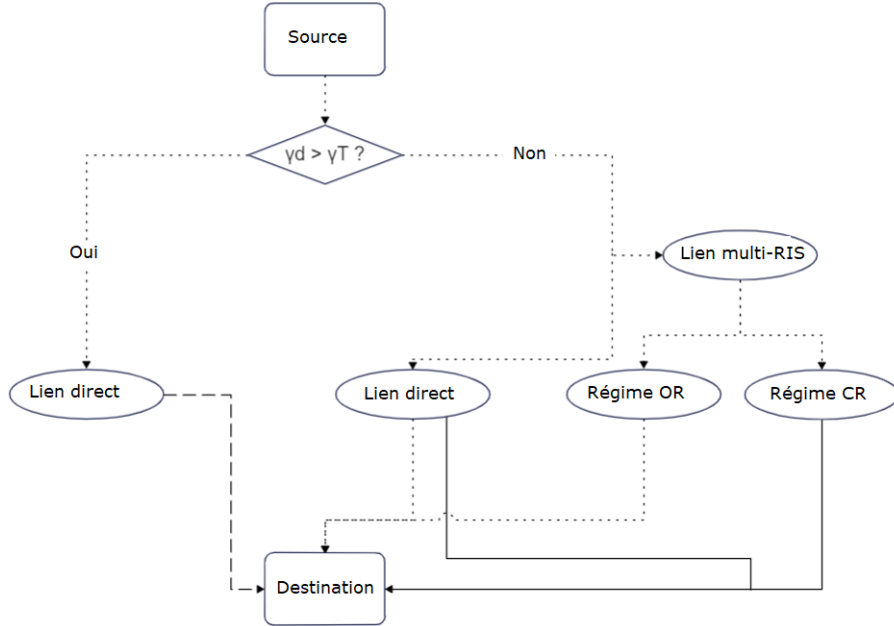 Source
γd > γT ?
Non
Oui
Lien multi-RIS
Lien direct
Lien direct
Régime OR
Régime CR
Destination